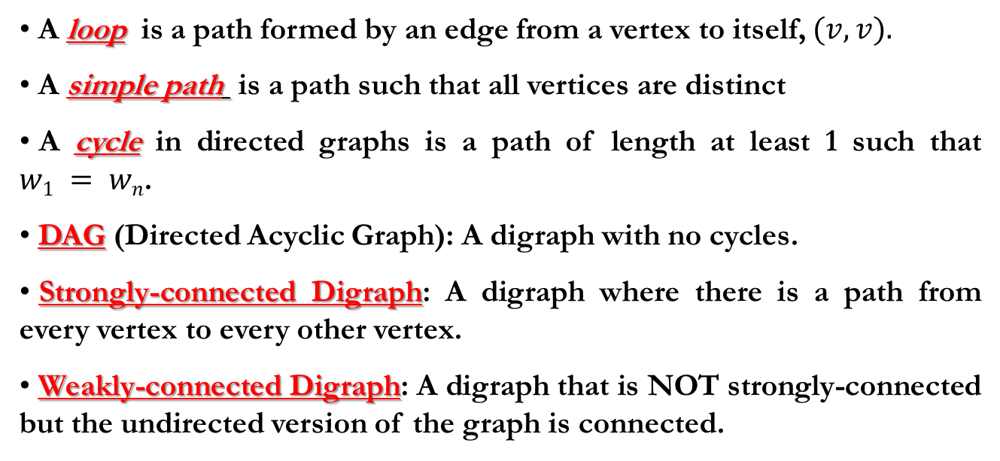 • A loop is a path formed by an edge from a vertex to itself, (v, v).
• A simple path is a path such that all vertices are distinct
• A cycle in directed graphs is a path of length at least 1 such that
w₁ = wₙ.
• DAG (Directed Acyclic Graph): A digraph with no cycles.
• Strongly-connected Digraph: A digraph where there is a path from
every vertex to every other vertex.
• Weakly-connected Digraph: A digraph that is NOT strongly-connected
but the undirected version of the graph is connected.